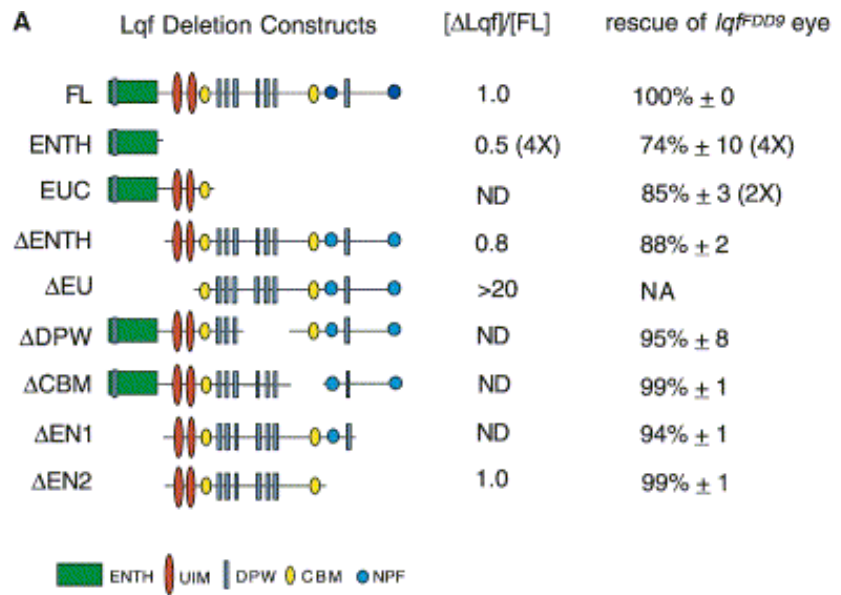 A Lqf Deletion Constructs [ΔLqf]/[FL] rescue of lqfFDD9 eye
FL 1.0 100% ± 0
ENTH 0.5 (4X) 74% ± 10 (4X)
EUC ND 85% ± 3 (2X)
ΔENTH 0.8 88% ± 2
ΔEU >20 NA
ΔDPW ND 95% ± 8
ΔCBM ND 99% ± 1
ΔEN1 ND 94% ± 1
ΔEN2 1.0 99% ± 1
ENTH UIM DPW CBM NPF